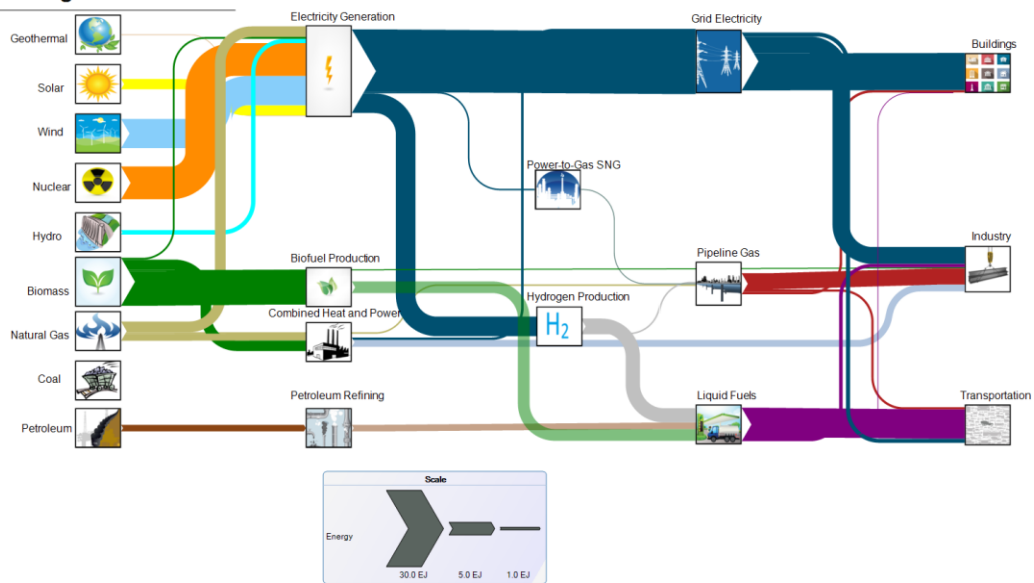 Electricity Generation
Grid Electricity
Geothermal
Buildings
Solar
Wind
Power-to-Gas SNG
Nuclear
Hydro
Industry
Biofuel Production
Pipeline Gas
Biomass
Hydrogen Production
Combined Heat and Power
H2
Natural Gas
Coal
Petroleum Refining
Liquid Fuels
Transportation
Petroleum
Scale
Energy
30.0 EJ 5.0 EJ 1.0 EJ